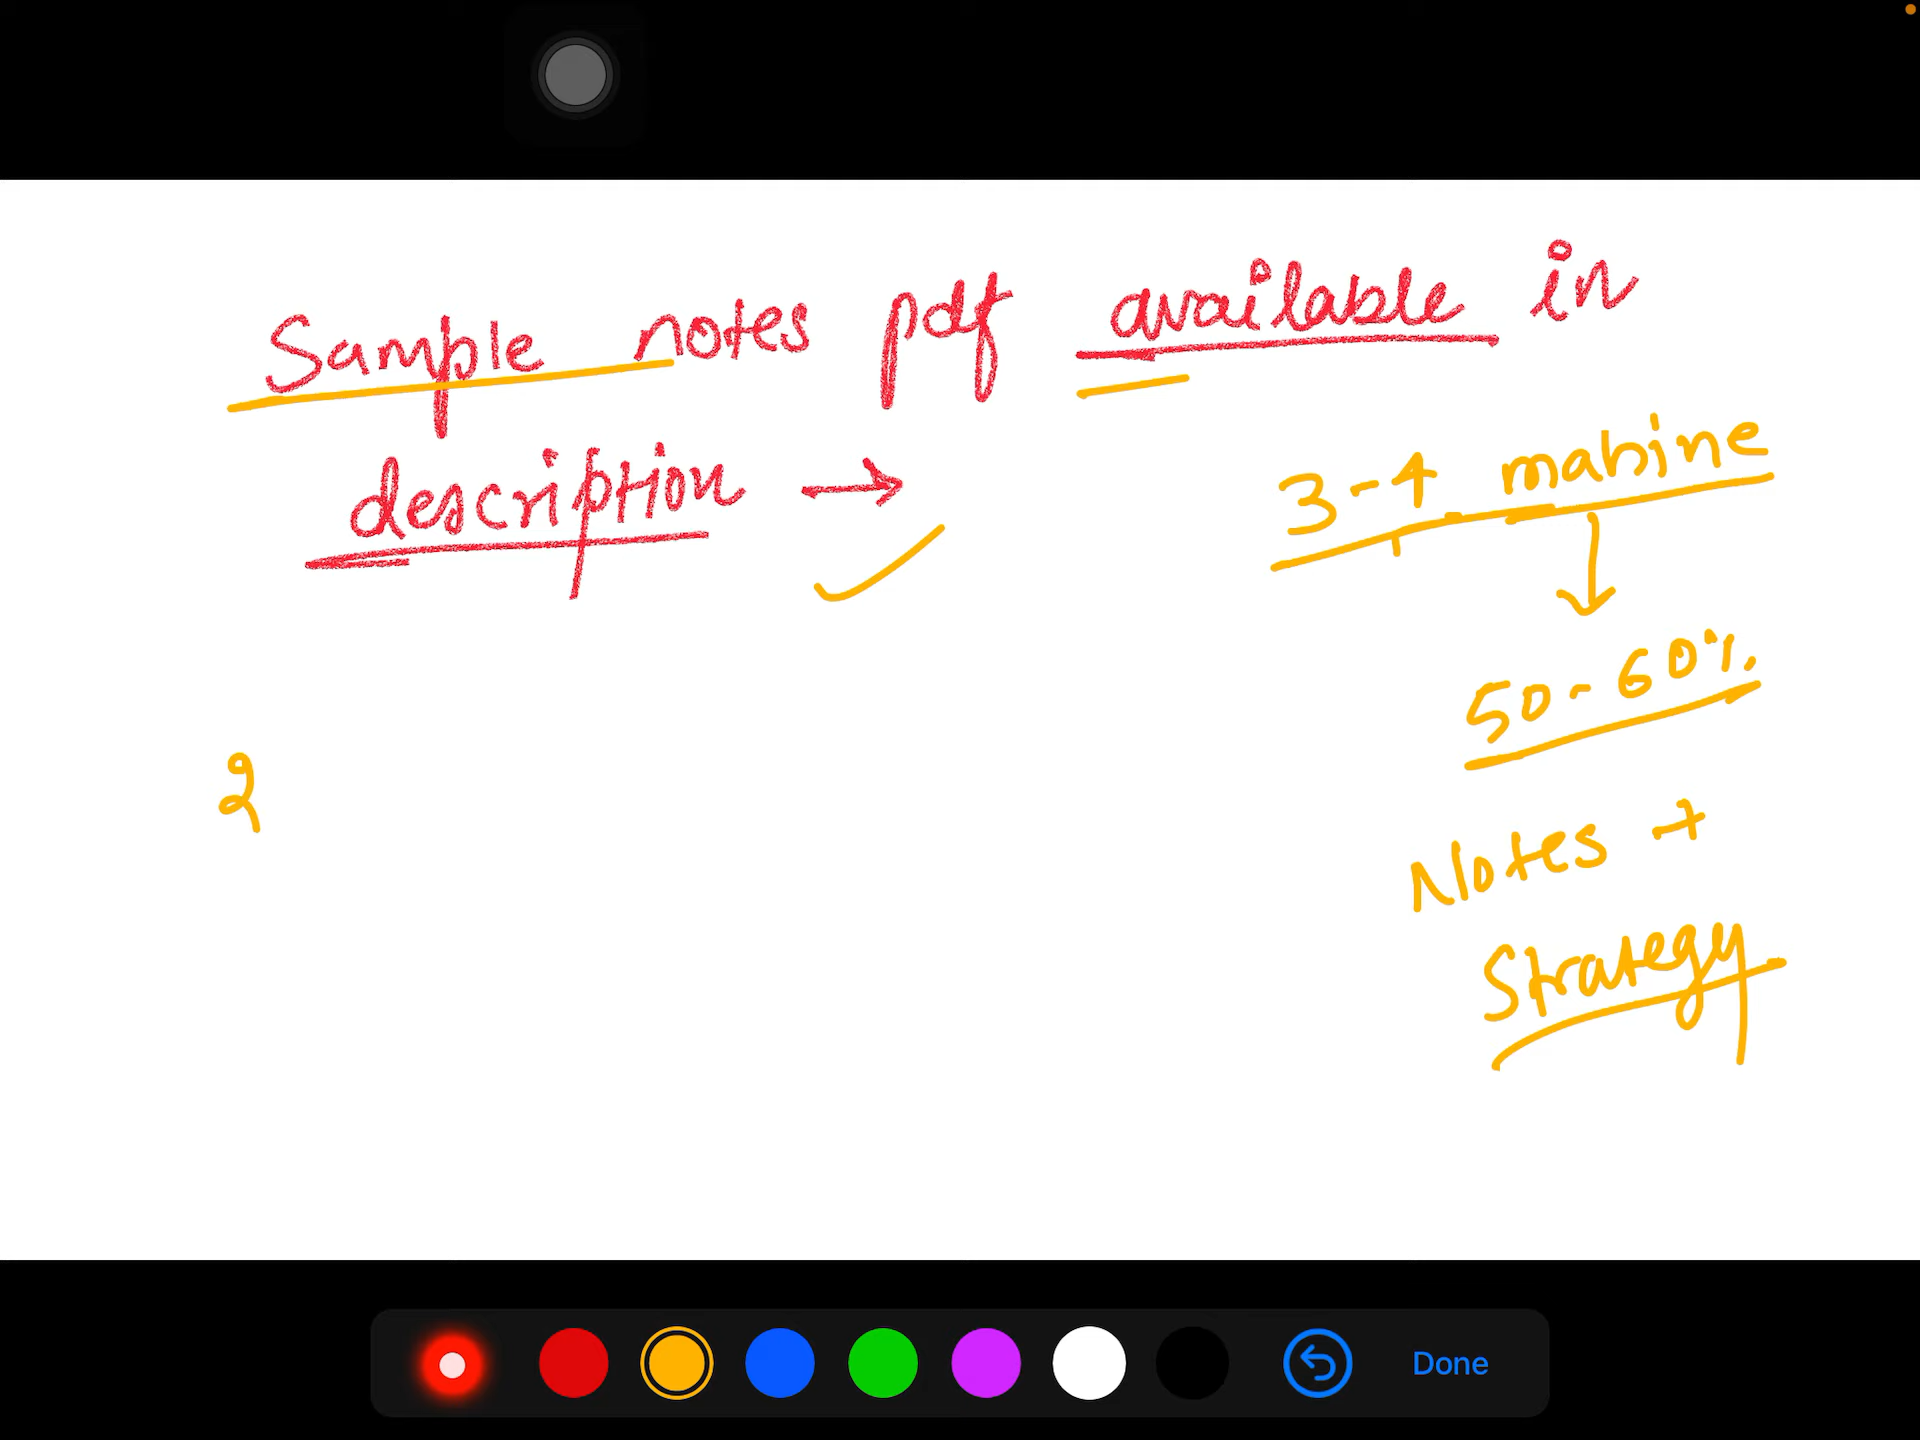 Sample notes pdf available in
description →
3-4 mahine
50-60%
Notes +
Strategy
2
Done